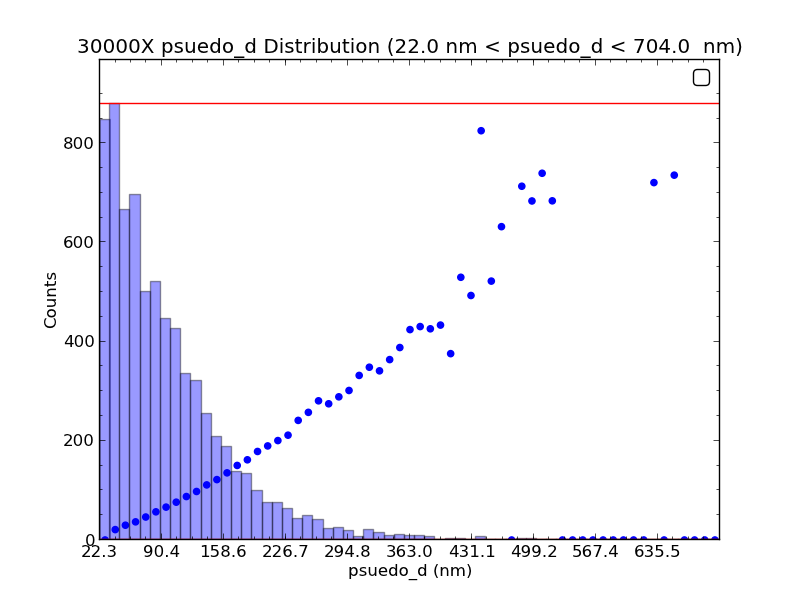 30000X psuedo_d Distribution (22.0 nm < psuedo_d < 704.0  nm)
800
600
400
200
0
Counts
22.3 90.4 158.6 226.7 294.8 363.0 431.1 499.2 567.4 635.5
psuedo_d (nm)